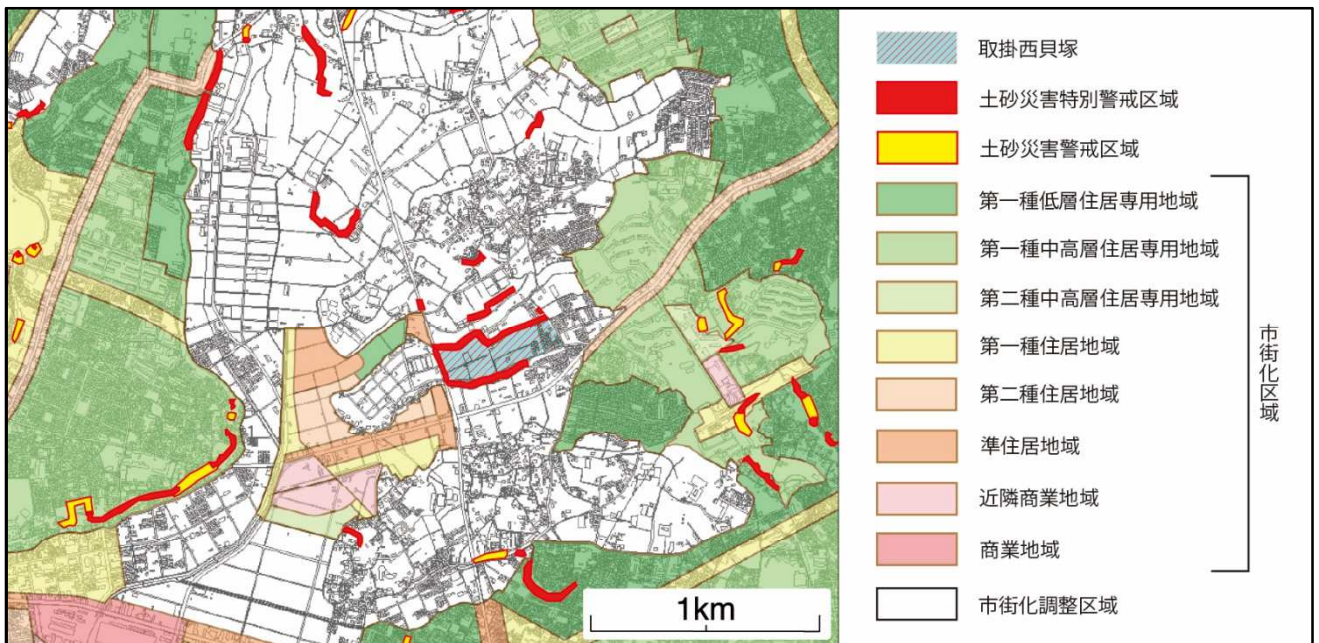 取掛西貝塚
土砂災害特別警戒区域
土砂災害警戒区域
第一種低層住居専用地域
第一種中高層住居専用地域
第二種中高層住居専用地域
第一種住居地域
第二種住居地域
準住居地域
近隣商業地域
商業地域
市街化調整区域
市街化区域
1km